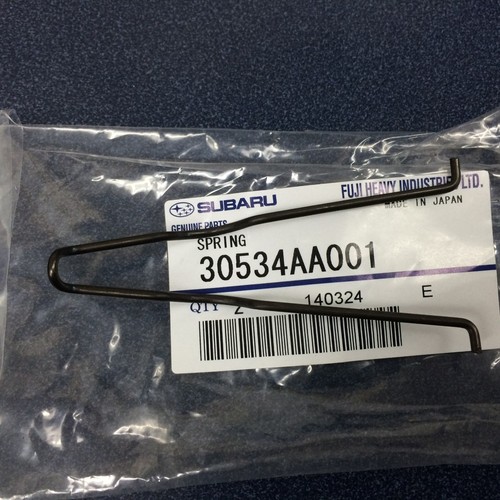 SUBARU
FUJI HEAVY INDUSTRIES, LTD.
GENUINE PARTS
MADE IN JAPAN
SPRING
30534AA001
QTY 2 140324 E